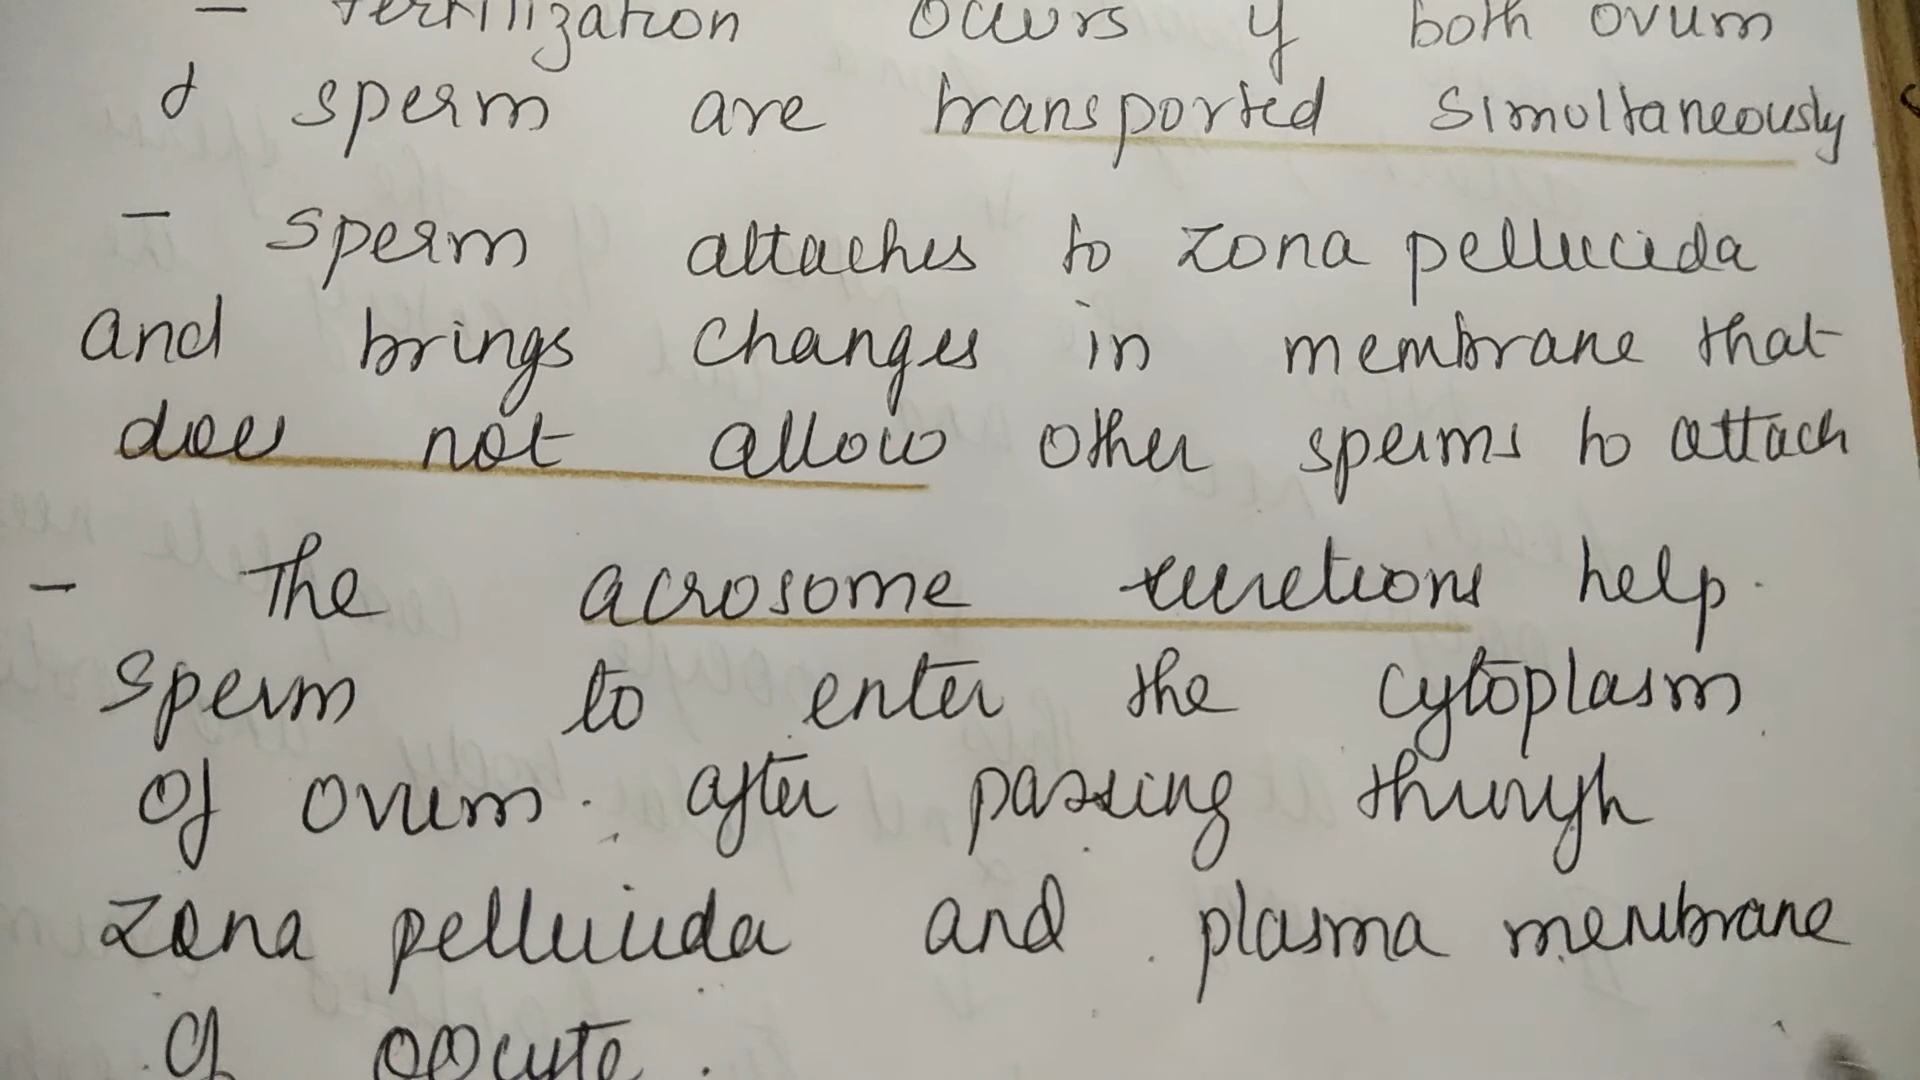 - fertilization occurs if both ovum
& sperm are transported simultaneously
- sperm attaches to zona pellucida
and brings changes in membrane that
does not allow other sperms to attach
- The acrosome secretions help
sperm to enter the cytoplasm
of ovum. after passing through
zona pellucida and plasma membrane
of oocyte.